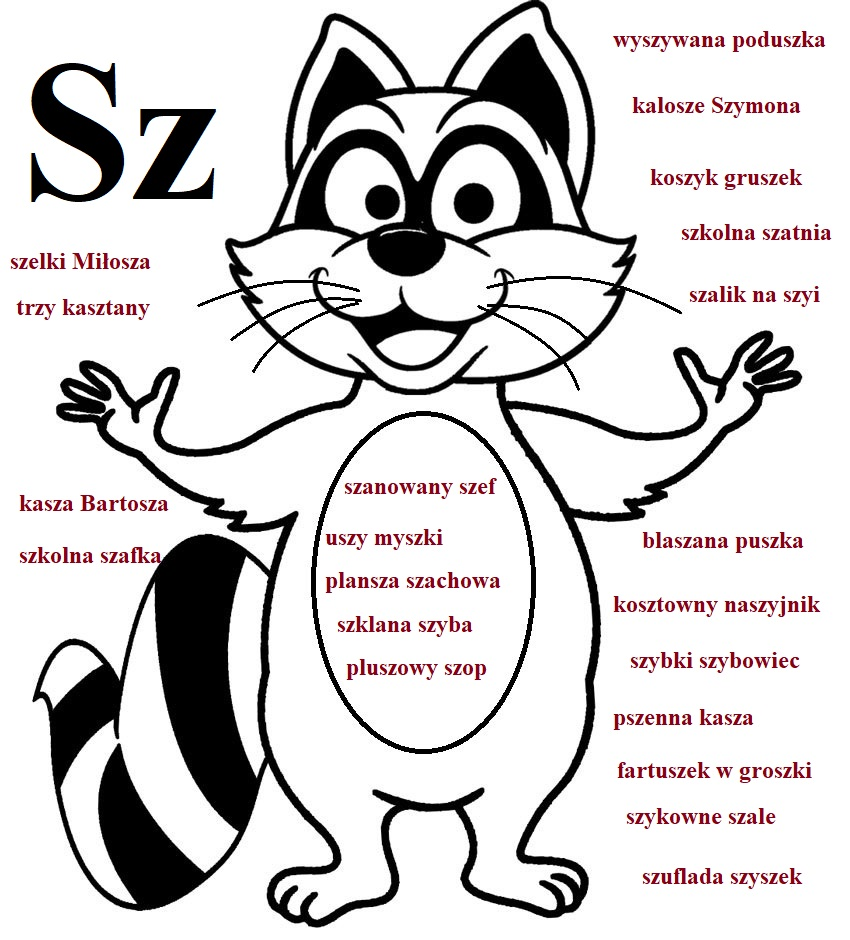 Sz
szelki Miłosza
trzy kasztany
kasza Bartosza
szkolna szafka
szanowany szef
uszy myszki
plansza szachowa
szklana szyba
pluszowy szop
wyszywana poduszka
kalosze Szymona
koszyk gruszek
szkolna szatnia
szalik na szyi
blaszana puszka
kosztowny naszyjnik
szybki szybowiec
pszenna kasza
fartuszek w groszki
szykowne szale
szuflada szyszek